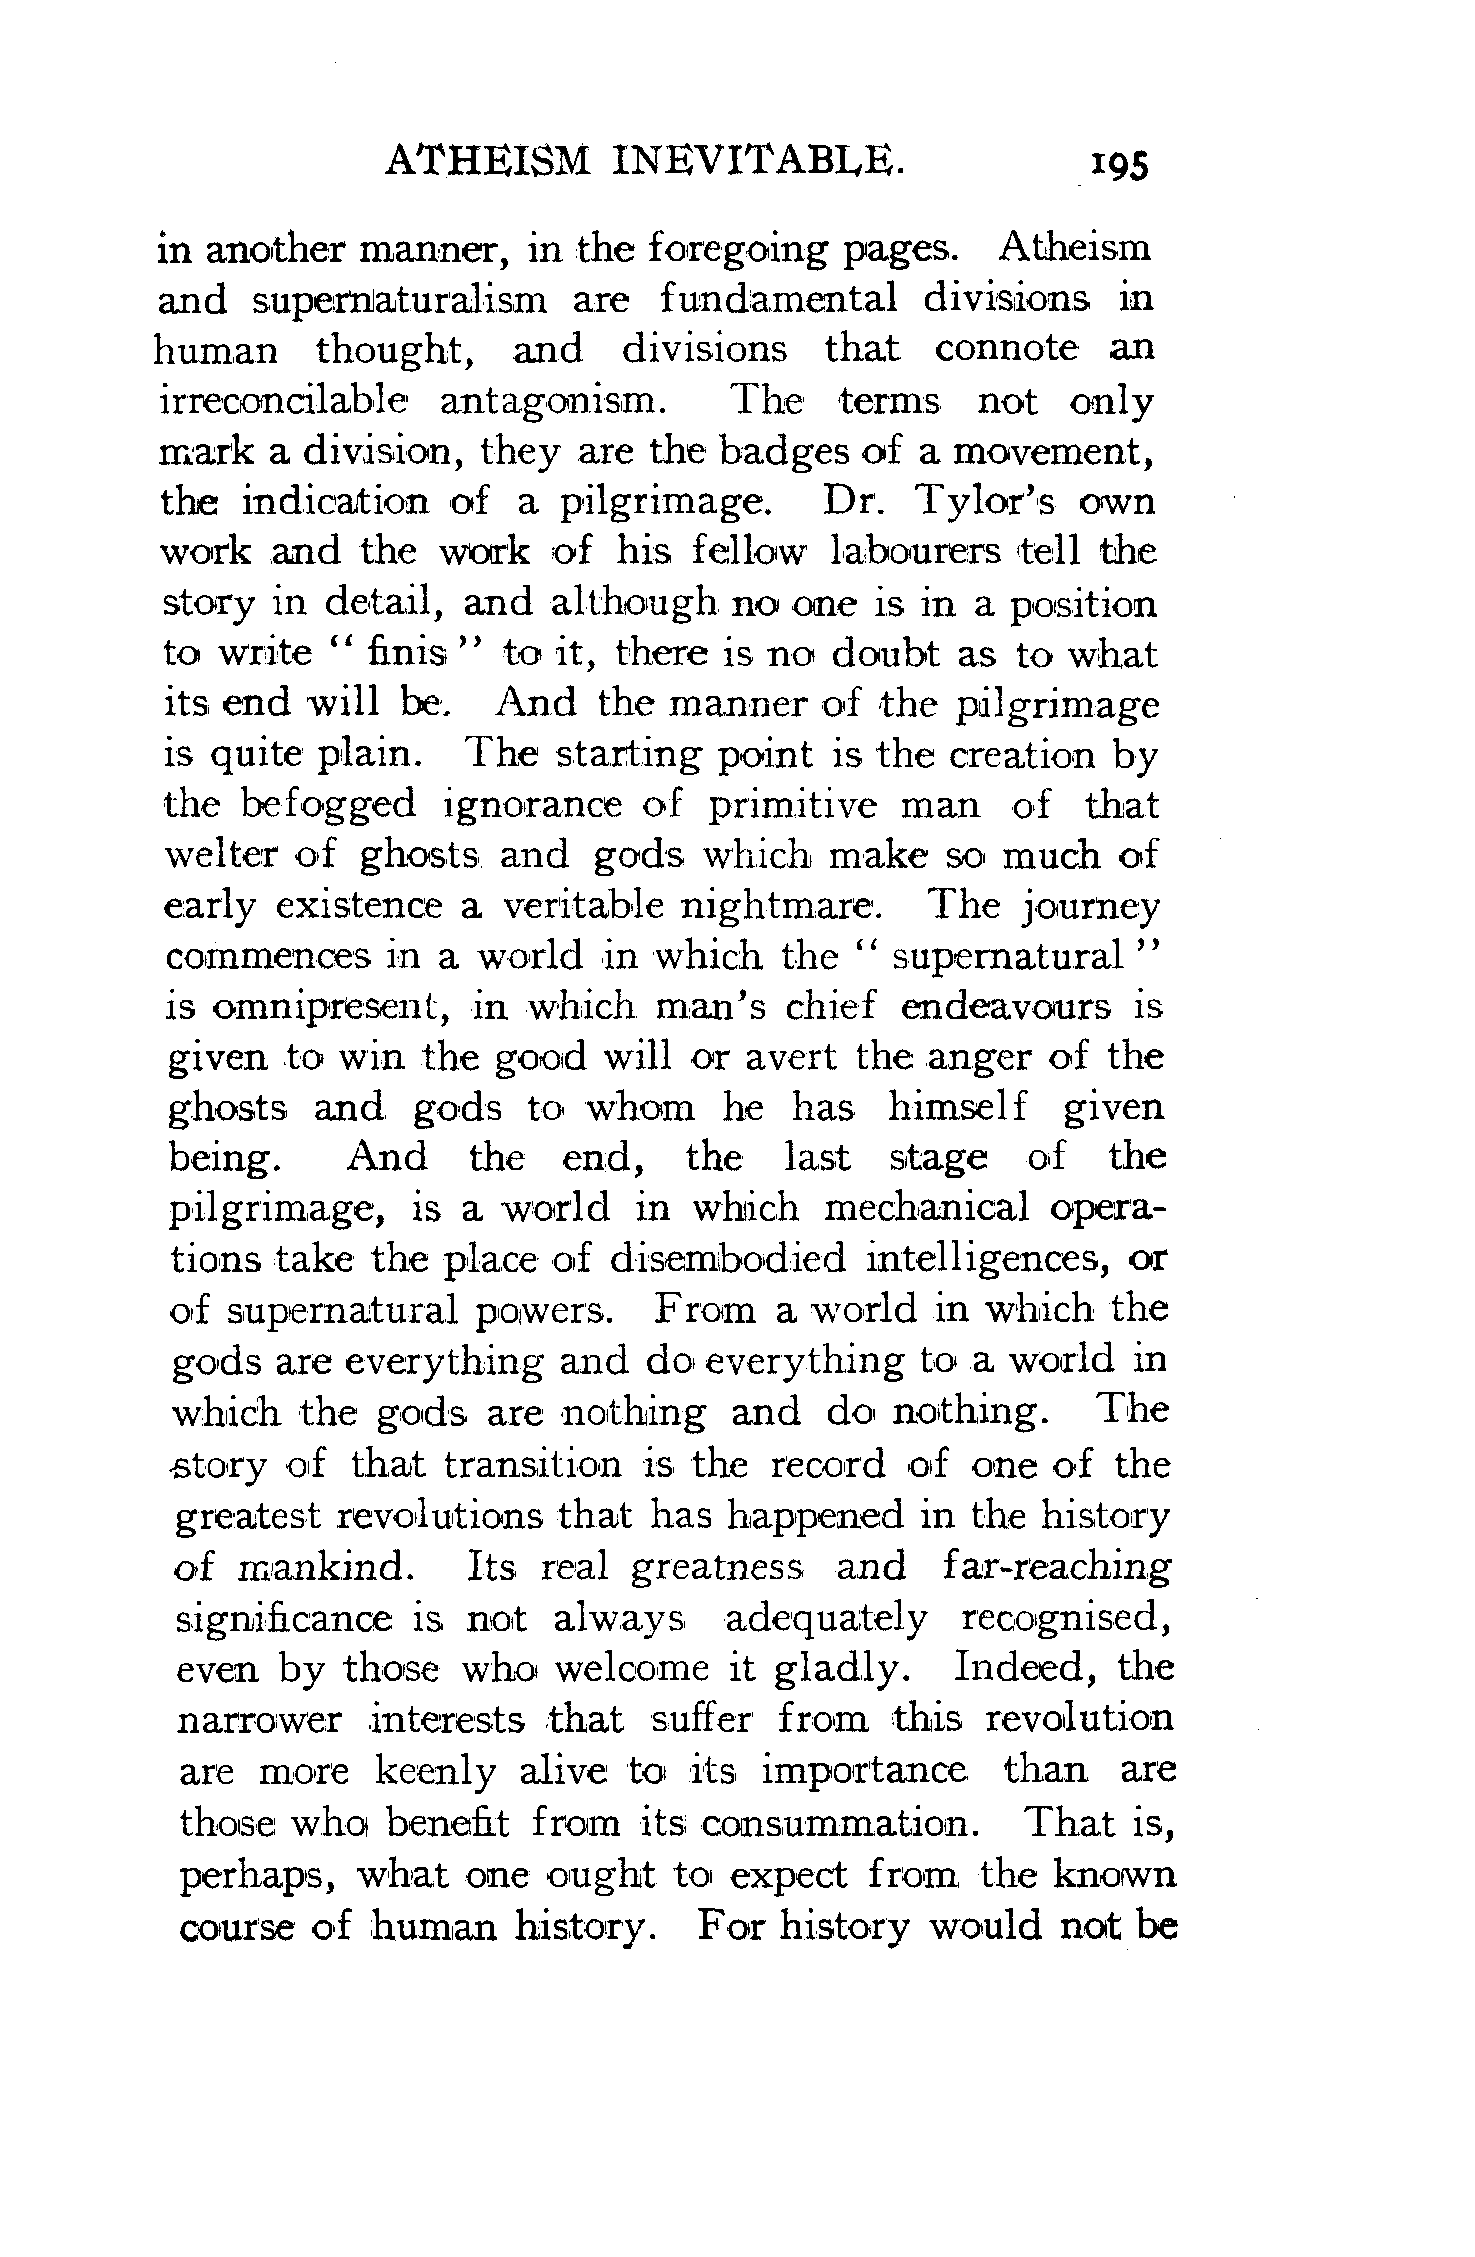 ATHEISM INEVITABLE. 195
in another manner, in the foregoing pages. Atheism
and supernaturalism are fundamental divisions in
human thought, and divisions that connote an
irreconcilable antagonism. The terms not only
mark a division, they are the badges of a movement,
the indication of a pilgrimage. Dr. Tylor's own
work and the work of his fellow labourers tell the
story in detail, and although no one is in a position
to write " finis " to it, there is no doubt as to what
its end will be. And the manner of the pilgrimage
is quite plain. The starting point is the creation by
the befogged ignorance of primitive man of that
welter of ghosts and gods which make so much of
early existence a veritable nightmare. The journey
commences in a world in which the " supernatural "
is omnipresent, in which man's chief endeavours is
given to win the good will or avert the anger of the
ghosts and gods to whom he has himself given
being. And the end, the last stage of the
pilgrimage, is a world in which mechanical opera-
tions take the place of disembodied intelligences, or
of supernatural powers. From a world in which the
gods are everything and do everything to a world in
which the gods are nothing and do nothing. The
story of that transition is the record of one of the
greatest revolutions that has happened in the history
of mankind. Its real greatness and far-reaching
significance is not always adequately recognised,
even by those who welcome it gladly. Indeed, the
narrower interests that suffer from this revolution
are more keenly alive to its importance than are
those who benefit from its consummation. That is,
perhaps, what one ought to expect from the known
course of human history. For history would not be